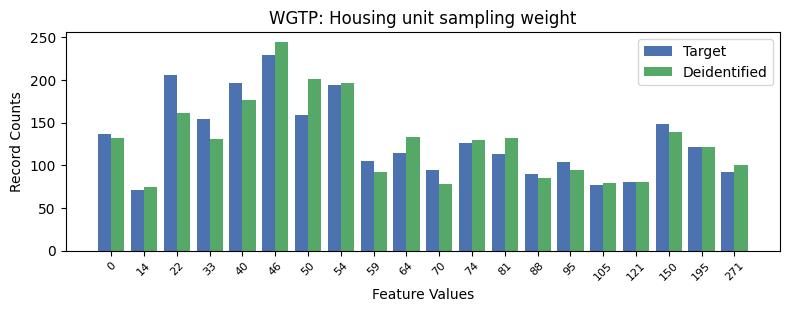 WGTP: Housing unit sampling weight
Target
Deidentified
Record Counts
250
200
150
100
50
0
0 14 22 33 40 46 50 54 59 64 70 74 81 88 95 105 121 150 195 271
Feature Values